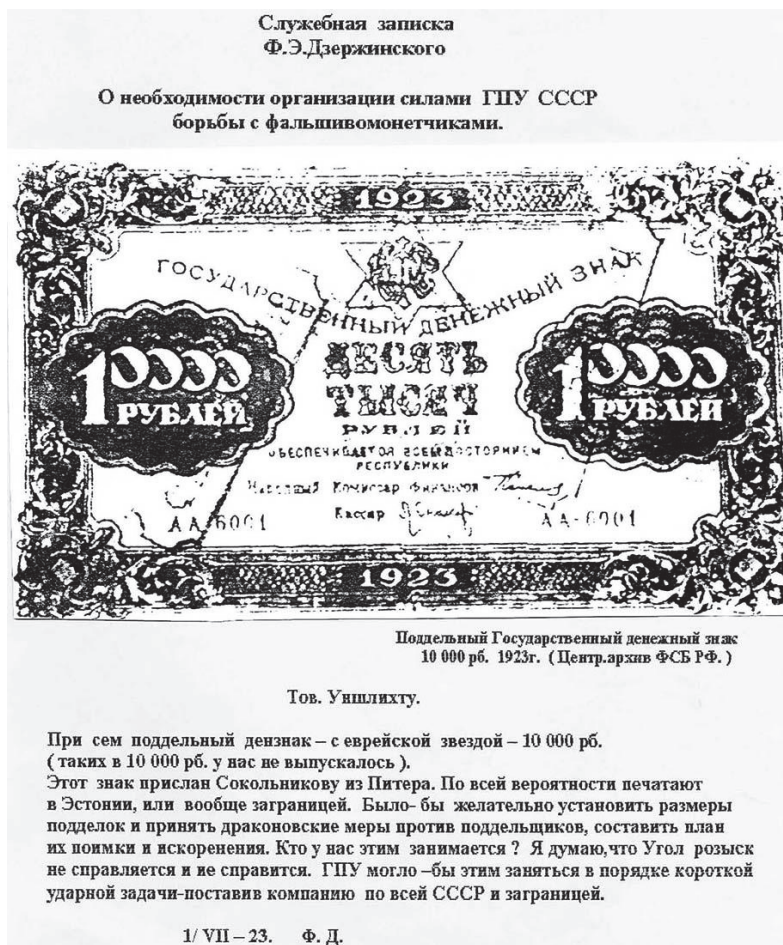 Служебная записка
Ф.Э.Дзержинского
О необходимости организации силами ГПУ СССР
борьбы с фальшивомонетчиками.
1923
ГОСУДАРСТВЕННЫЙ ДЕНЕЖНЫЙ ЗНАК
10000
РУБЛЕЙ
ДЕСЯТЬ
ТЫСЯЧ
РУБЛЕЙ
10000
РУБЛЕЙ
ОБЕСПЕЧИВАЕТСЯ ВСЕМ ДОСТОЯНИЕМ
РЕСПУБЛИКИ
Народный Комиссар Финансов
АА-6001
Кассир
АА-6001
1923
Поддельный Государственный денежный знак
10 000 рб. 1923г. ( Центр.архив ФСБ РФ. )
Тов. Уншлихту.
При сем поддельный дензнак – с еврейской звездой – 10 000 рб.
( таких в 10 000 рб. у нас не выпускалось ).
Этот знак прислан Сокольникову из Питера. По всей вероятности печатают
в Эстонии, или вообще заграницей. Было- бы желательно установить размеры
подделок и принять драконовские меры против поддельщиков, составить план
их поимки и искоренения. Кто у нас этим занимается ? Я думаю,что Угол розыск
не справляется и не справится. ГПУ могло –бы этим заняться в порядке короткой
ударной задачи-поставив компанию по всей СССР и заграницей.
1/ VII – 23. Ф. Д.